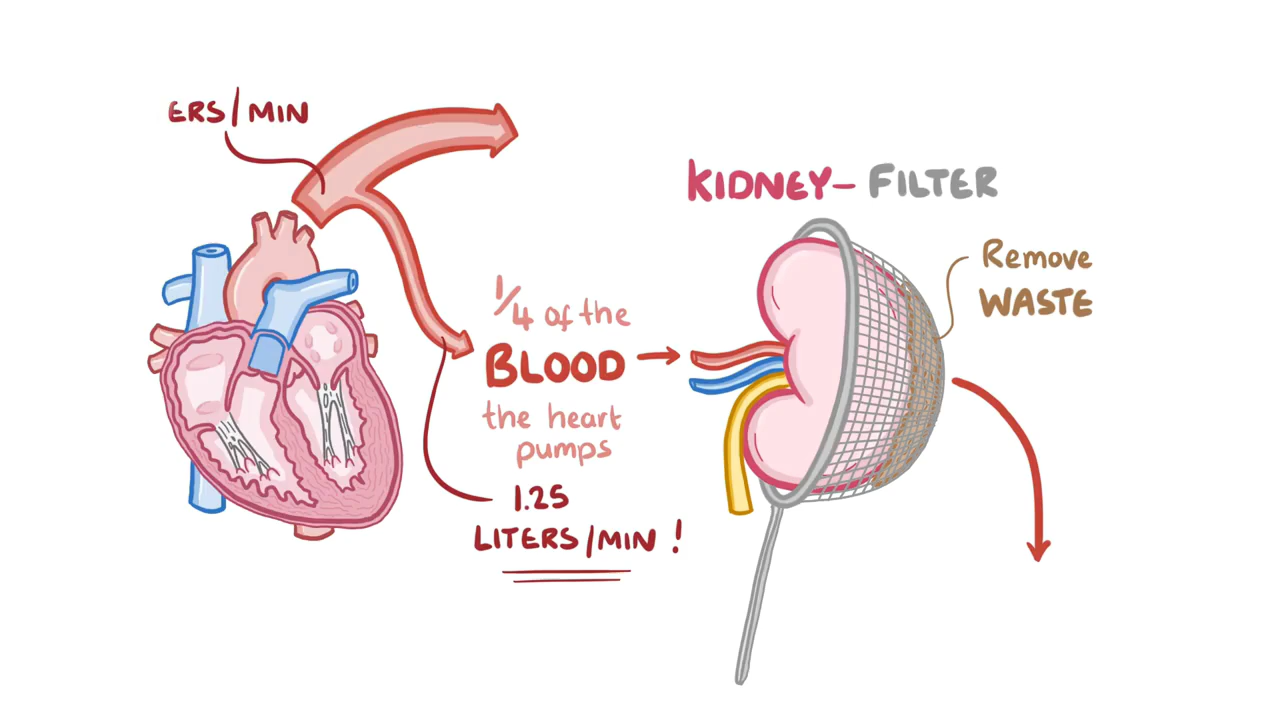 ERS/MIN
KIDNEY- FILTER
Remove
WASTE
1/4 of the
BLOOD
the heart
pumps
1.25
LITERS/MIN!